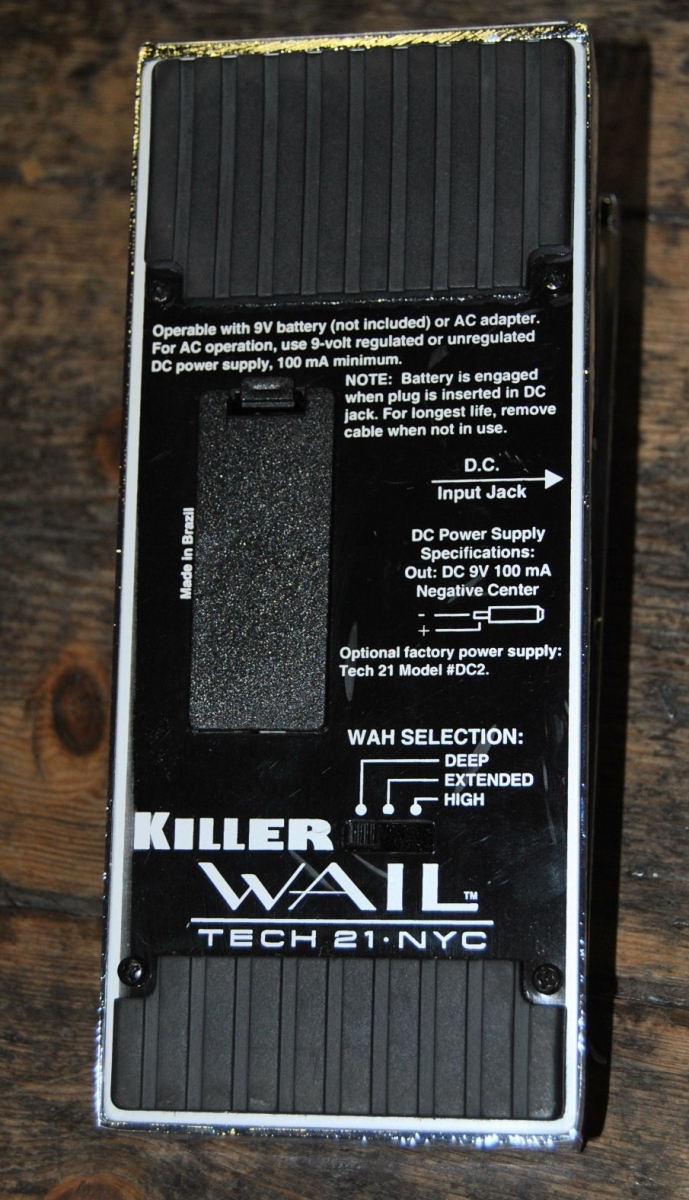 Operable with 9V battery (not included) or AC adapter.
For AC operation, use 9-volt regulated or unregulated
DC power supply, 100 mA minimum.
NOTE: Battery is engaged
when plug is inserted in DC
jack. For longest life, remove
cable when not in use.
D.C.
Input Jack
Made in Brazil
DC Power Supply
Specifications:
Out: DC 9V 100 mA
Negative Center
-
+
Optional factory power supply:
Tech 21 Model #DC2.
WAH SELECTION:
DEEP
EXTENDED
HIGH
KILLER
WAIL™
TECH 21·NYC